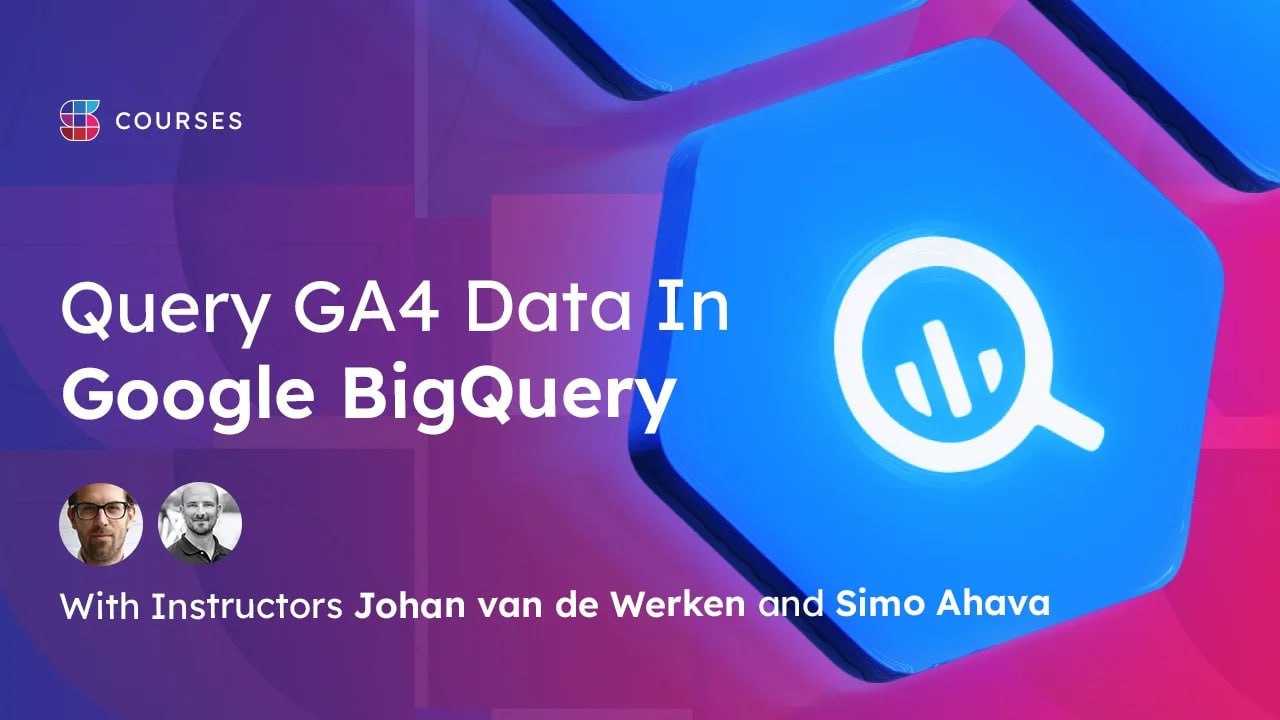 COURSES
Query GA4 Data In
Google BigQuery
With Instructors Johan van de Werken and Simo Ahava